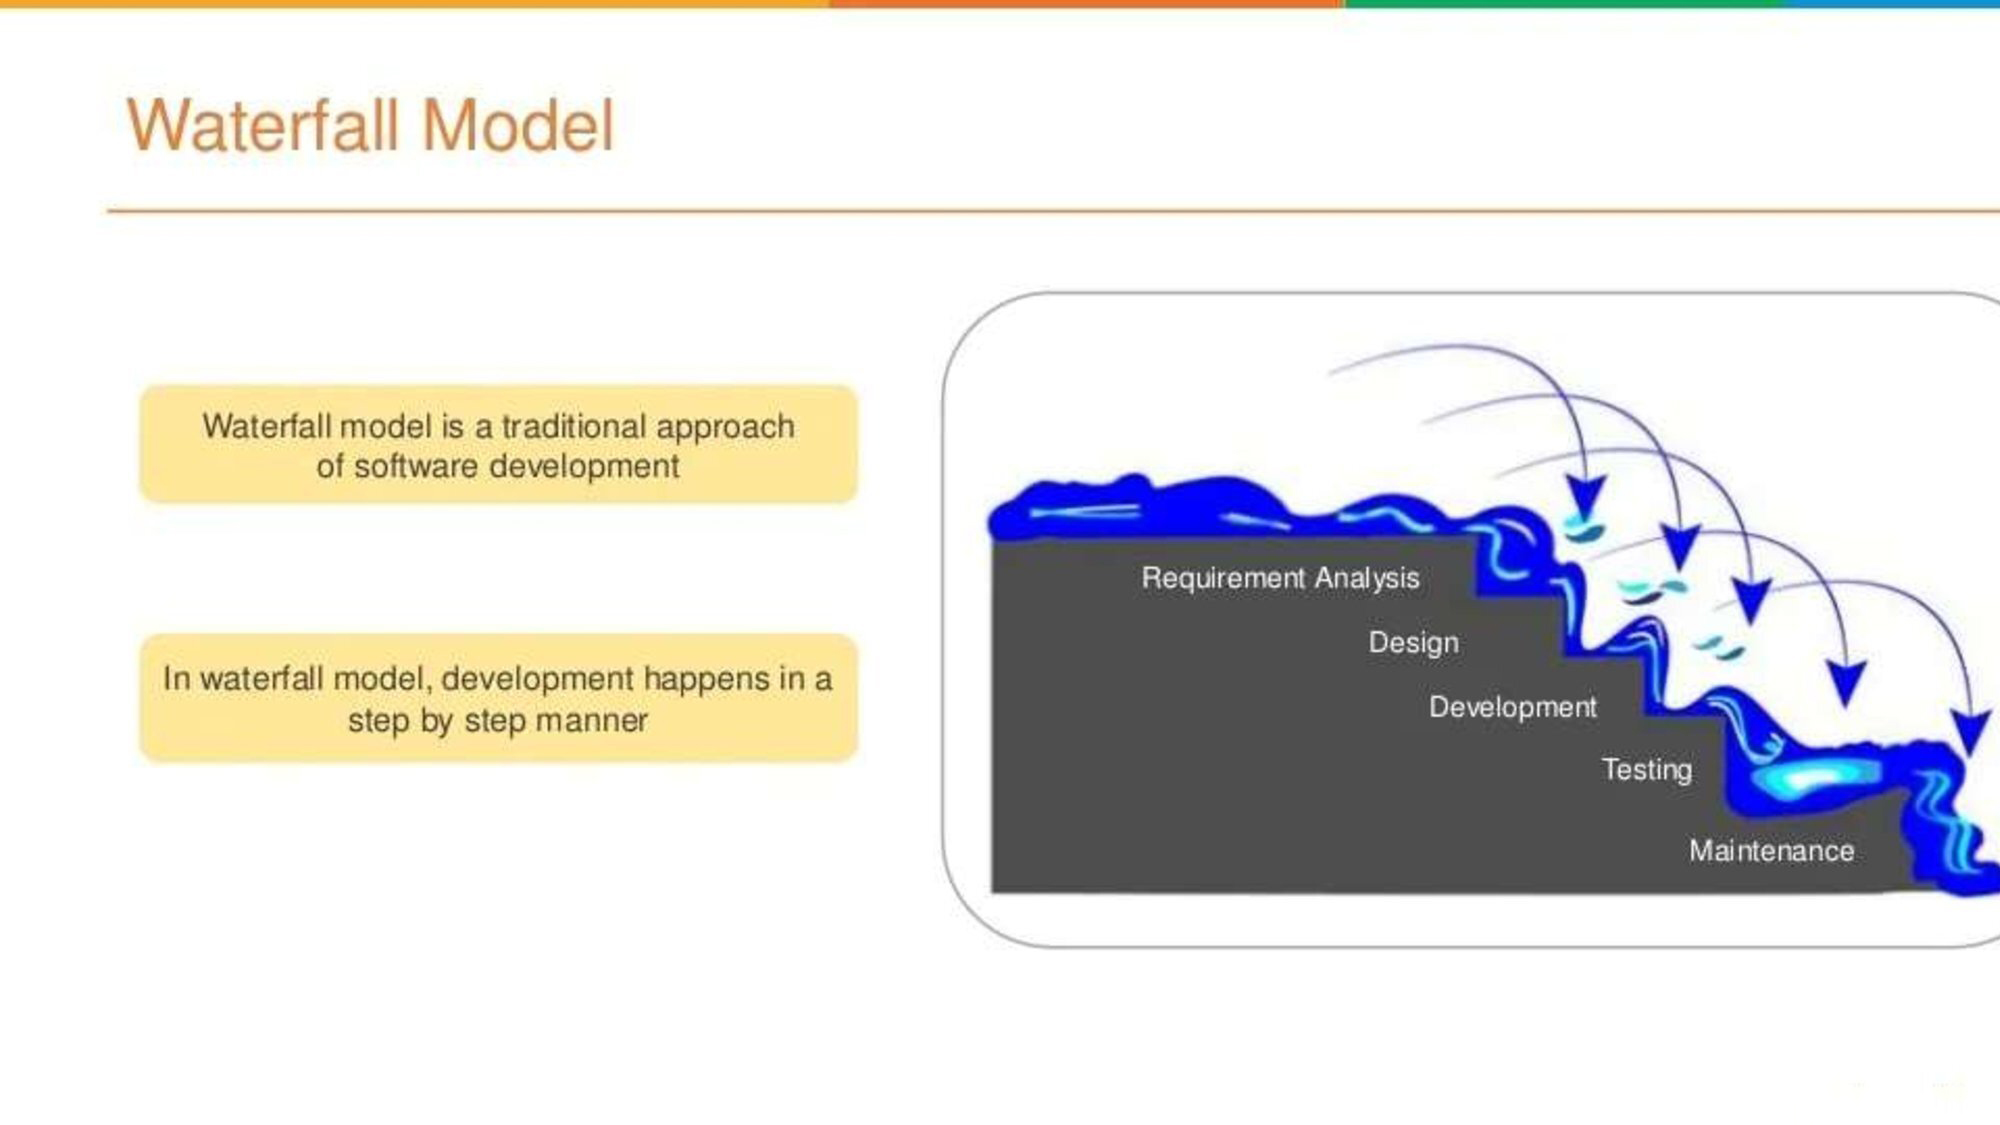 Waterfall Model
Waterfall model is a traditional approach
of software development
In waterfall model, development happens in a
step by step manner
Requirement Analysis
Design
Development
Testing
Maintenance